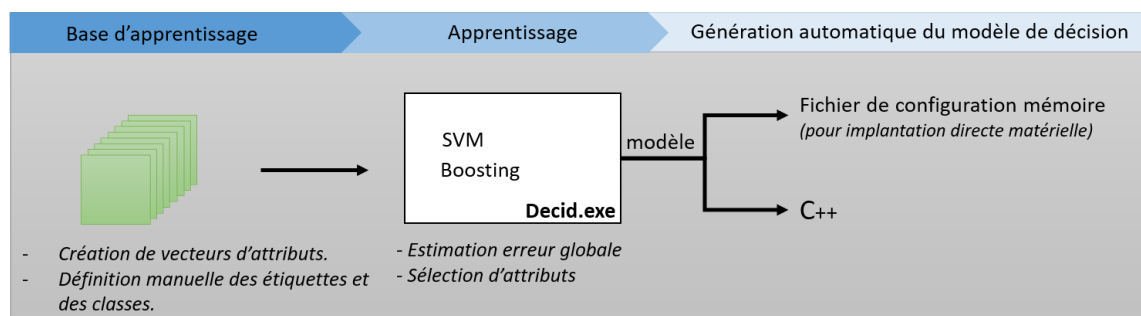 Base d'apprentissage
Apprentissage
Génération automatique du modèle de décision
SVM
Boosting
Decid.exe
modèle
Fichier de configuration mémoire
(pour implantation directe matérielle)
C++
- Création de vecteurs d'attributs.
- Définition manuelle des étiquettes et
des classes.
- Estimation erreur globale
- Sélection d'attributs